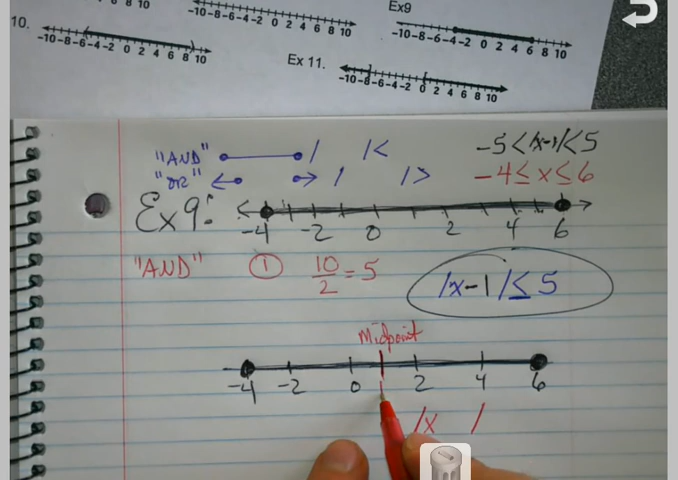 8 10
-10-8-6-4-2 0 2 4 6 8 10
Ex9
-10-8-6-4-2 0 2 4 6 8 10
10.
-10-8-6-4-2 0 2 4 6 8 10
Ex 11.
-10-8-6-4-2 0 2 4 6 8 10
"AND" | |<
-5<|x-1|<5
"OR" | |>
-4≤x≤6
Ex9:
-4 -2 0 2 4 6
"AND" ① 10/2 = 5
|x-1|≤5
Midpoint
-4 -2 0 2 4 6
|x |